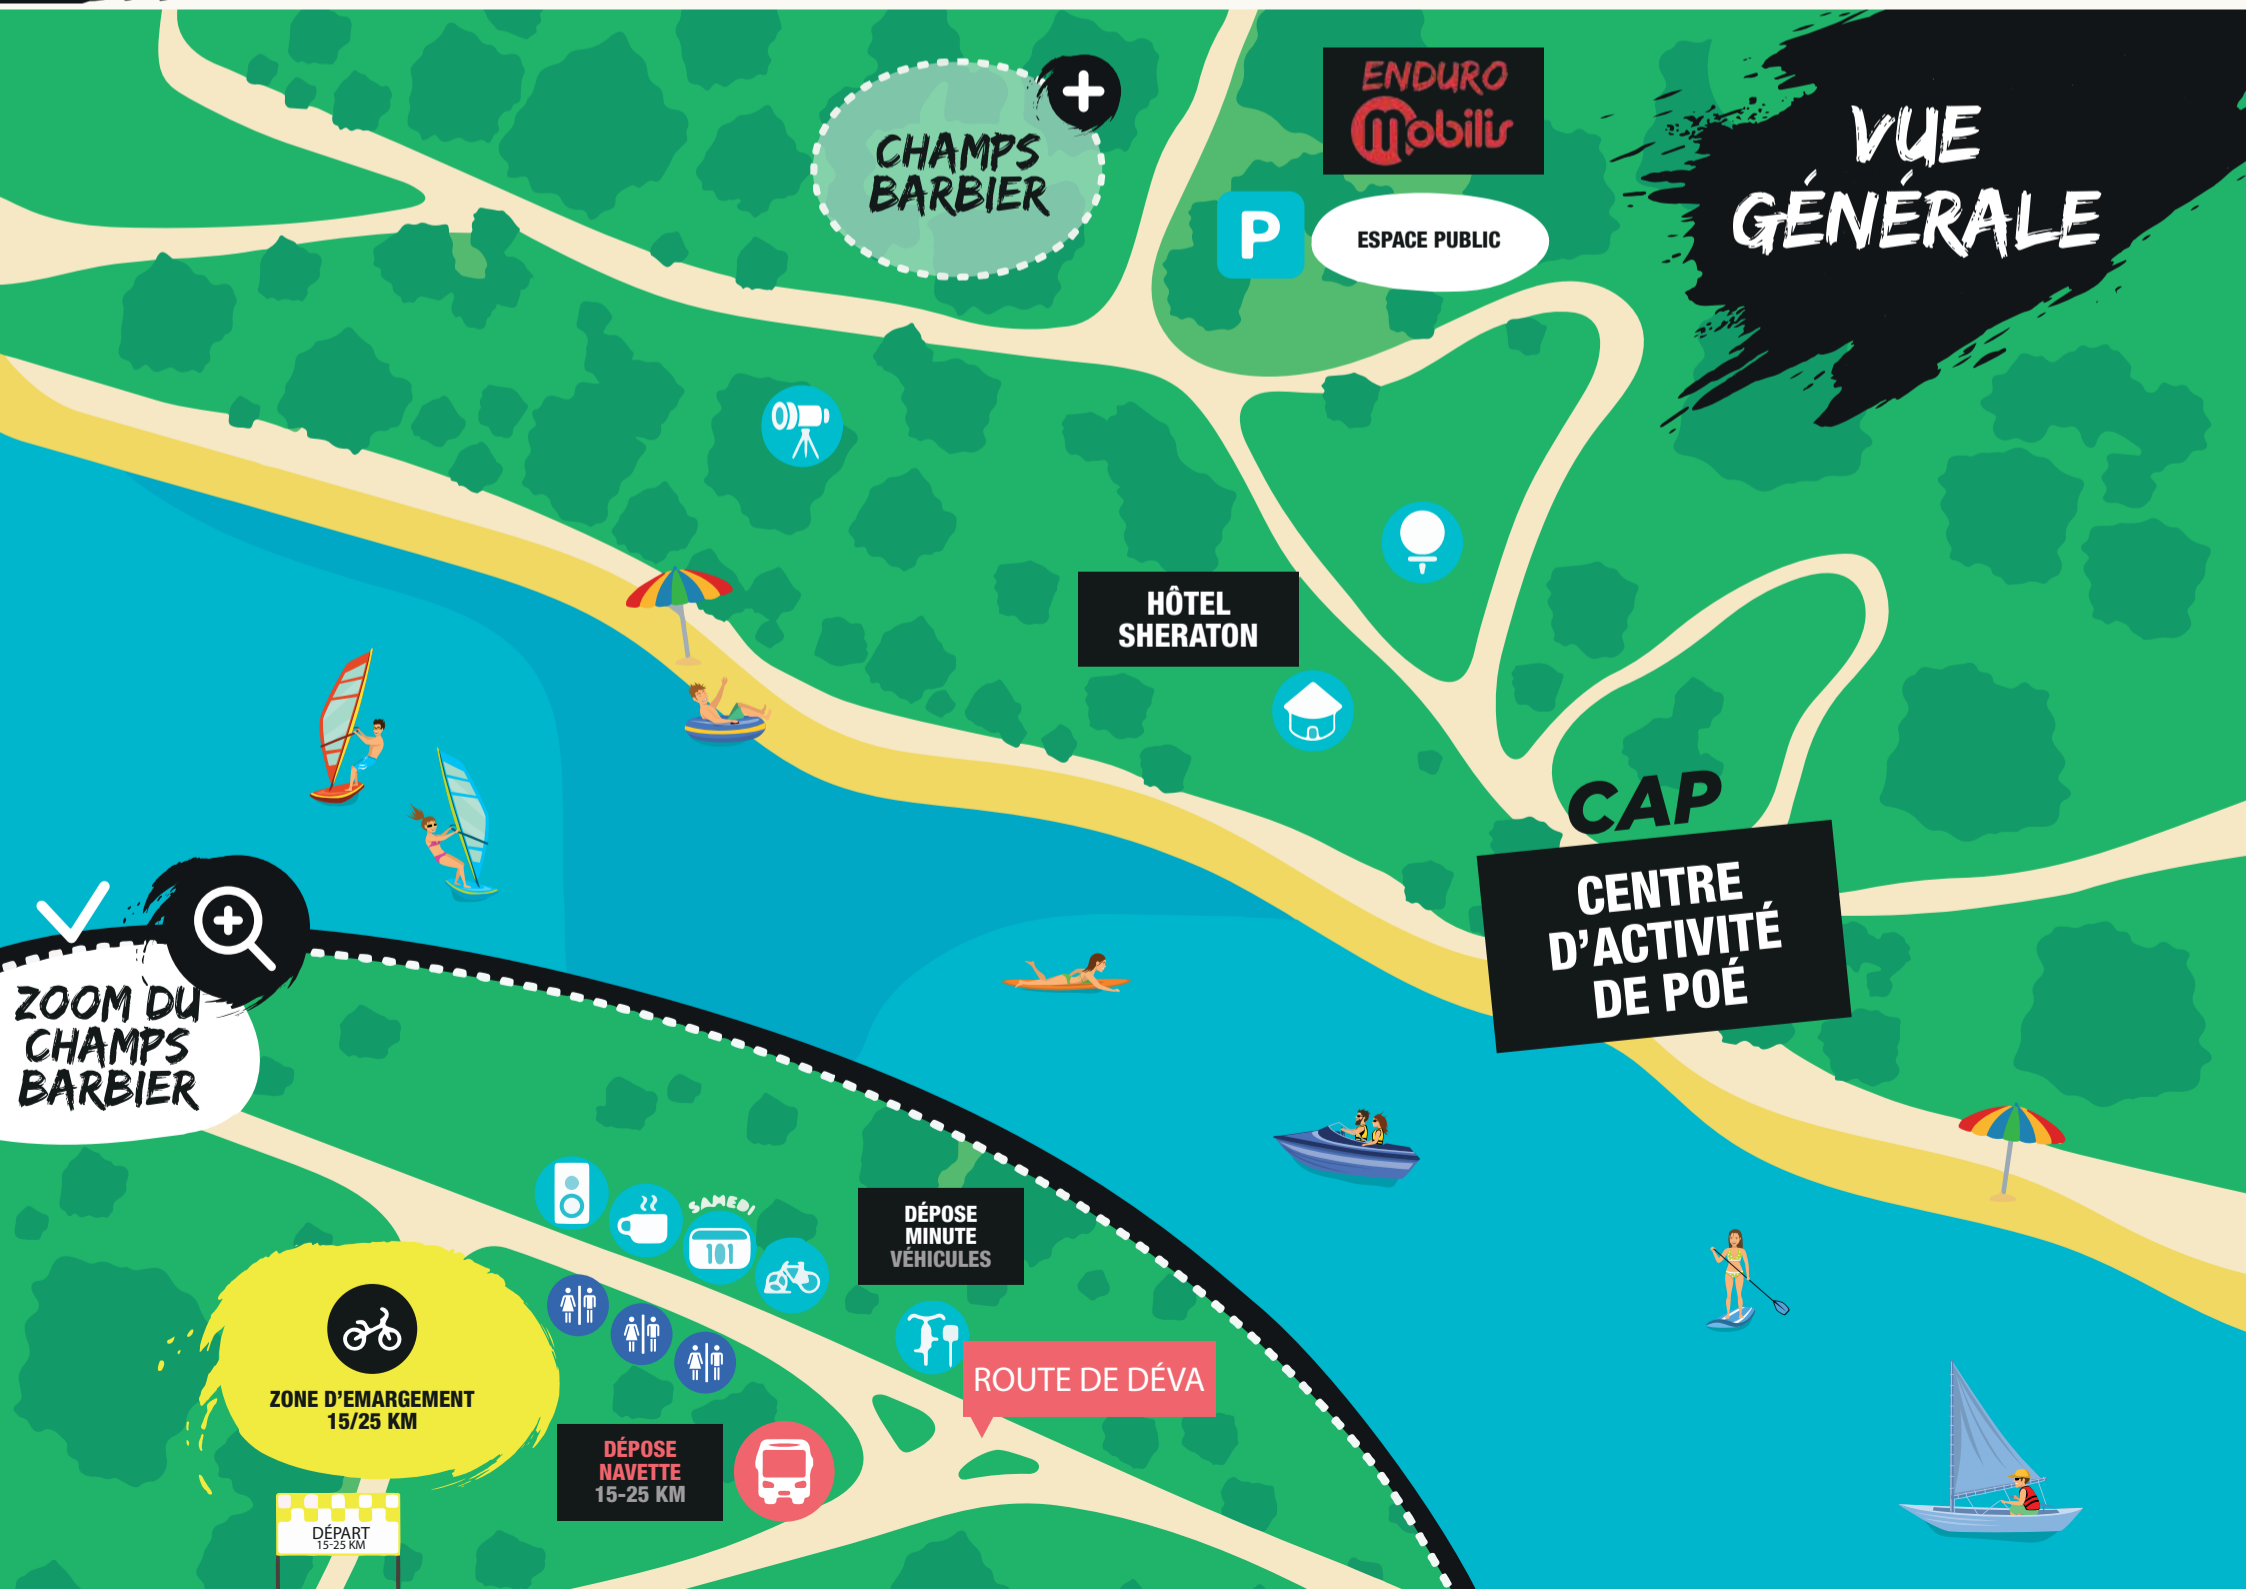 VUE
GÉNÉRALE
ENDURO
Mobilis
P
ESPACE PUBLIC
CHAMPS
BARBIER
HÔTEL
SHERATON
CAP
CENTRE
D'ACTIVITÉ
DE POÉ
ZOOM DU
CHAMPS
BARBIER
SAMEDI
101
DÉPOSE
MINUTE
VÉHICULES
ROUTE DE DÉVA
ZONE D'EMARGEMENT
15/25 KM
DÉPOSE
NAVETTE
15-25 KM
DÉPART
15-25 KM